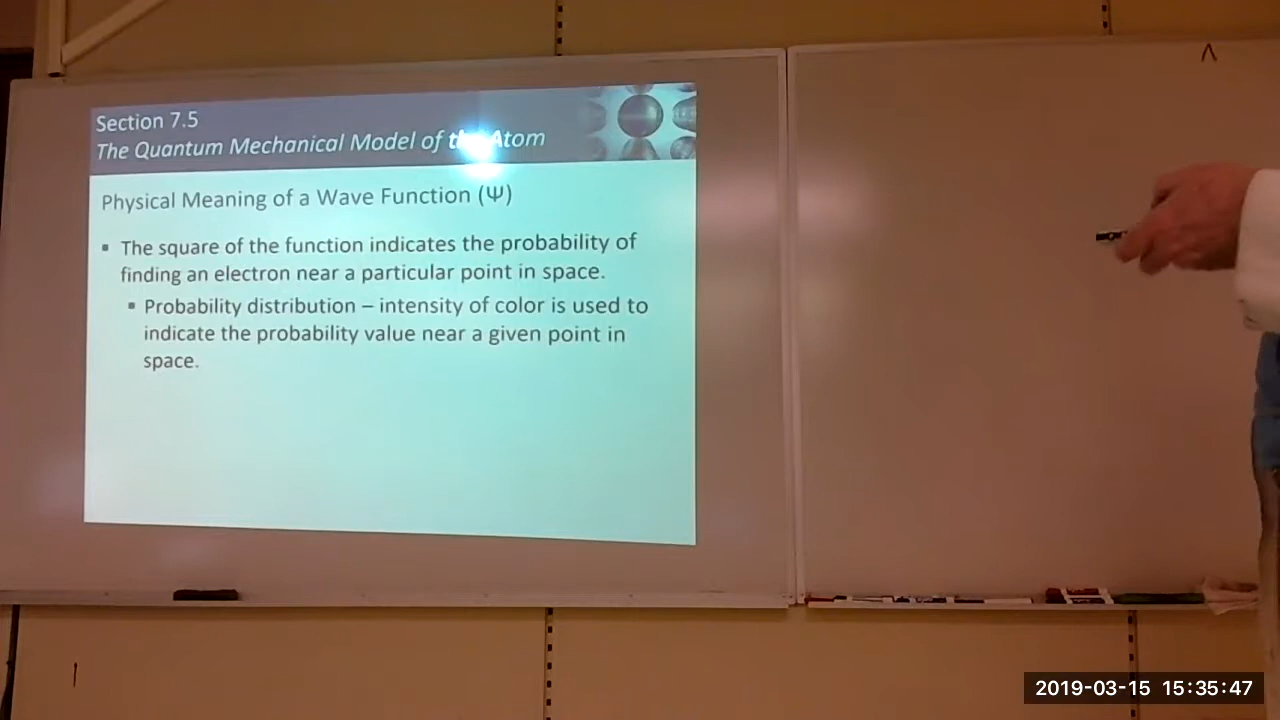 Section 7.5
The Quantum Mechanical Model of the Atom
Physical Meaning of a Wave Function (Ψ)
▪ The square of the function indicates the probability of
finding an electron near a particular point in space.
▪ Probability distribution – intensity of color is used to
indicate the probability value near a given point in
space.
2019-03-15 15:35:47